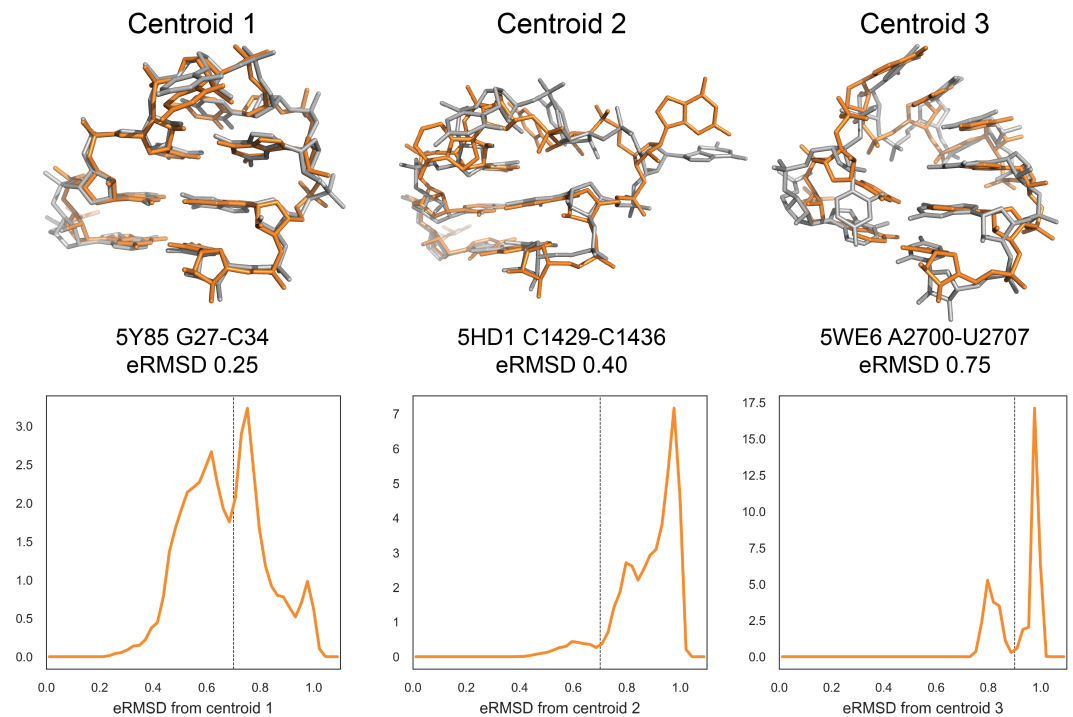 Centroid 1
Centroid 2
Centroid 3
5Y85 G27-C34
eRMSD 0.25
5HD1 C1429-C1436
eRMSD 0.40
5WE6 A2700-U2707
eRMSD 0.75
3.0
2.5
2.0
1.5
1.0
0.5
0.0
0.0 0.2 0.4 0.6 0.8 1.0
eRMSD from centroid 1
7
6
5
4
3
2
1
0
0.0 0.2 0.4 0.6 0.8 1.0
eRMSD from centroid 2
17.5
15.0
12.5
10.0
7.5
5.0
2.5
0.0
0.0 0.2 0.4 0.6 0.8 1.0
eRMSD from centroid 3